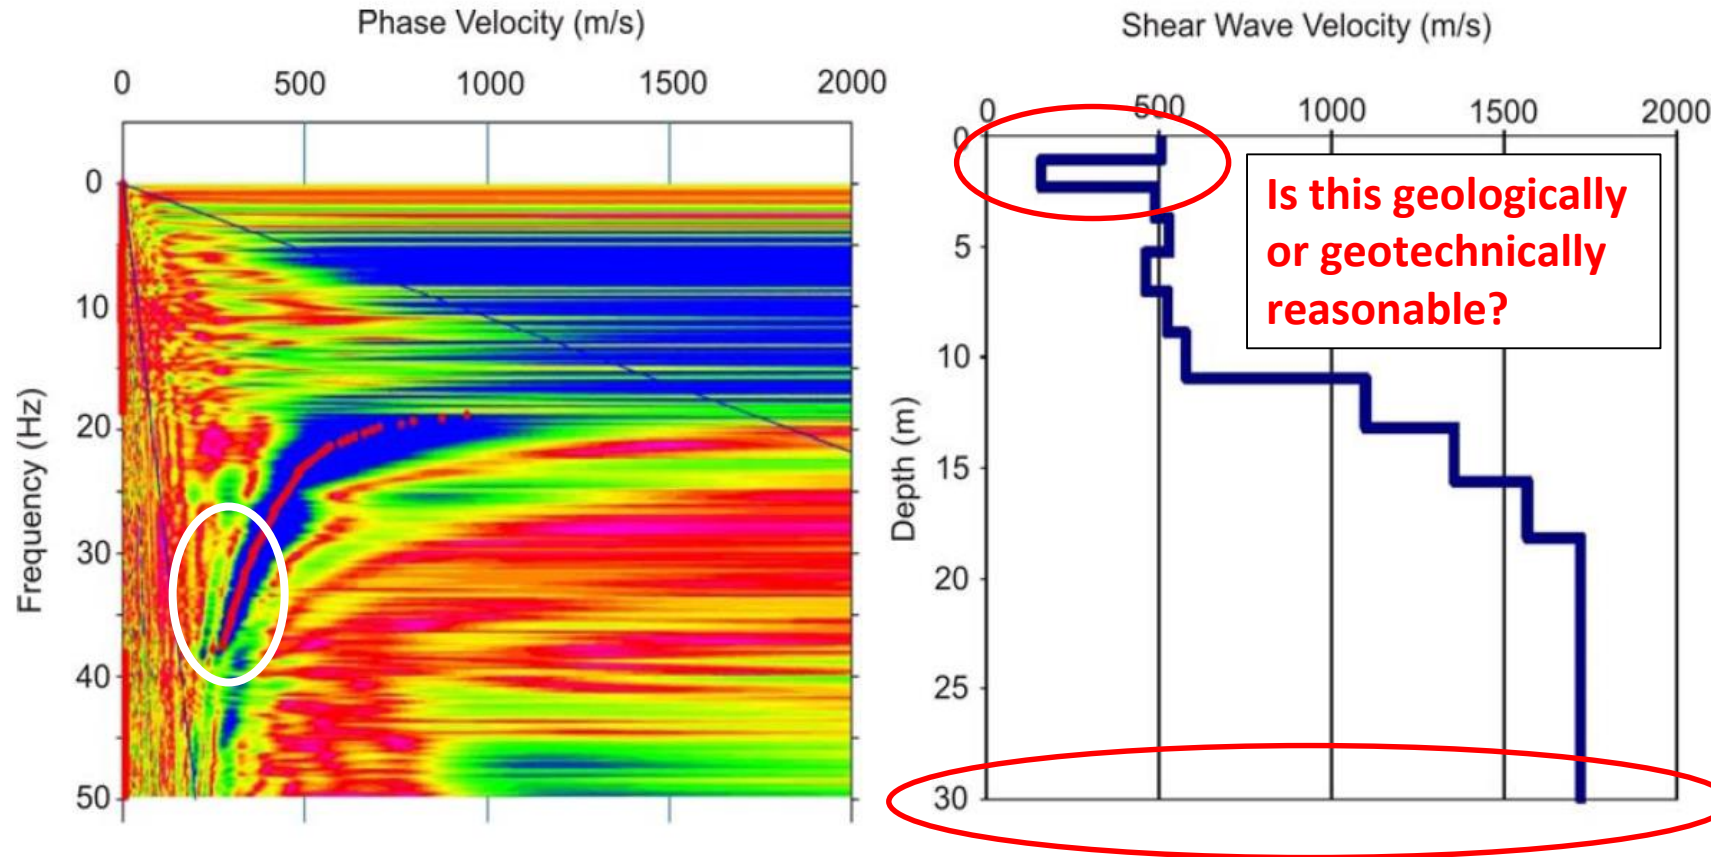 Phase Velocity (m/s)
0 500 1000 1500 2000
Frequency (Hz)
0
10
20
30
40
50
Shear Wave Velocity (m/s)
0 500 1000 1500 2000
Depth (m)
0
5
10
15
20
25
30
Is this geologically
or geotechnically
reasonable?